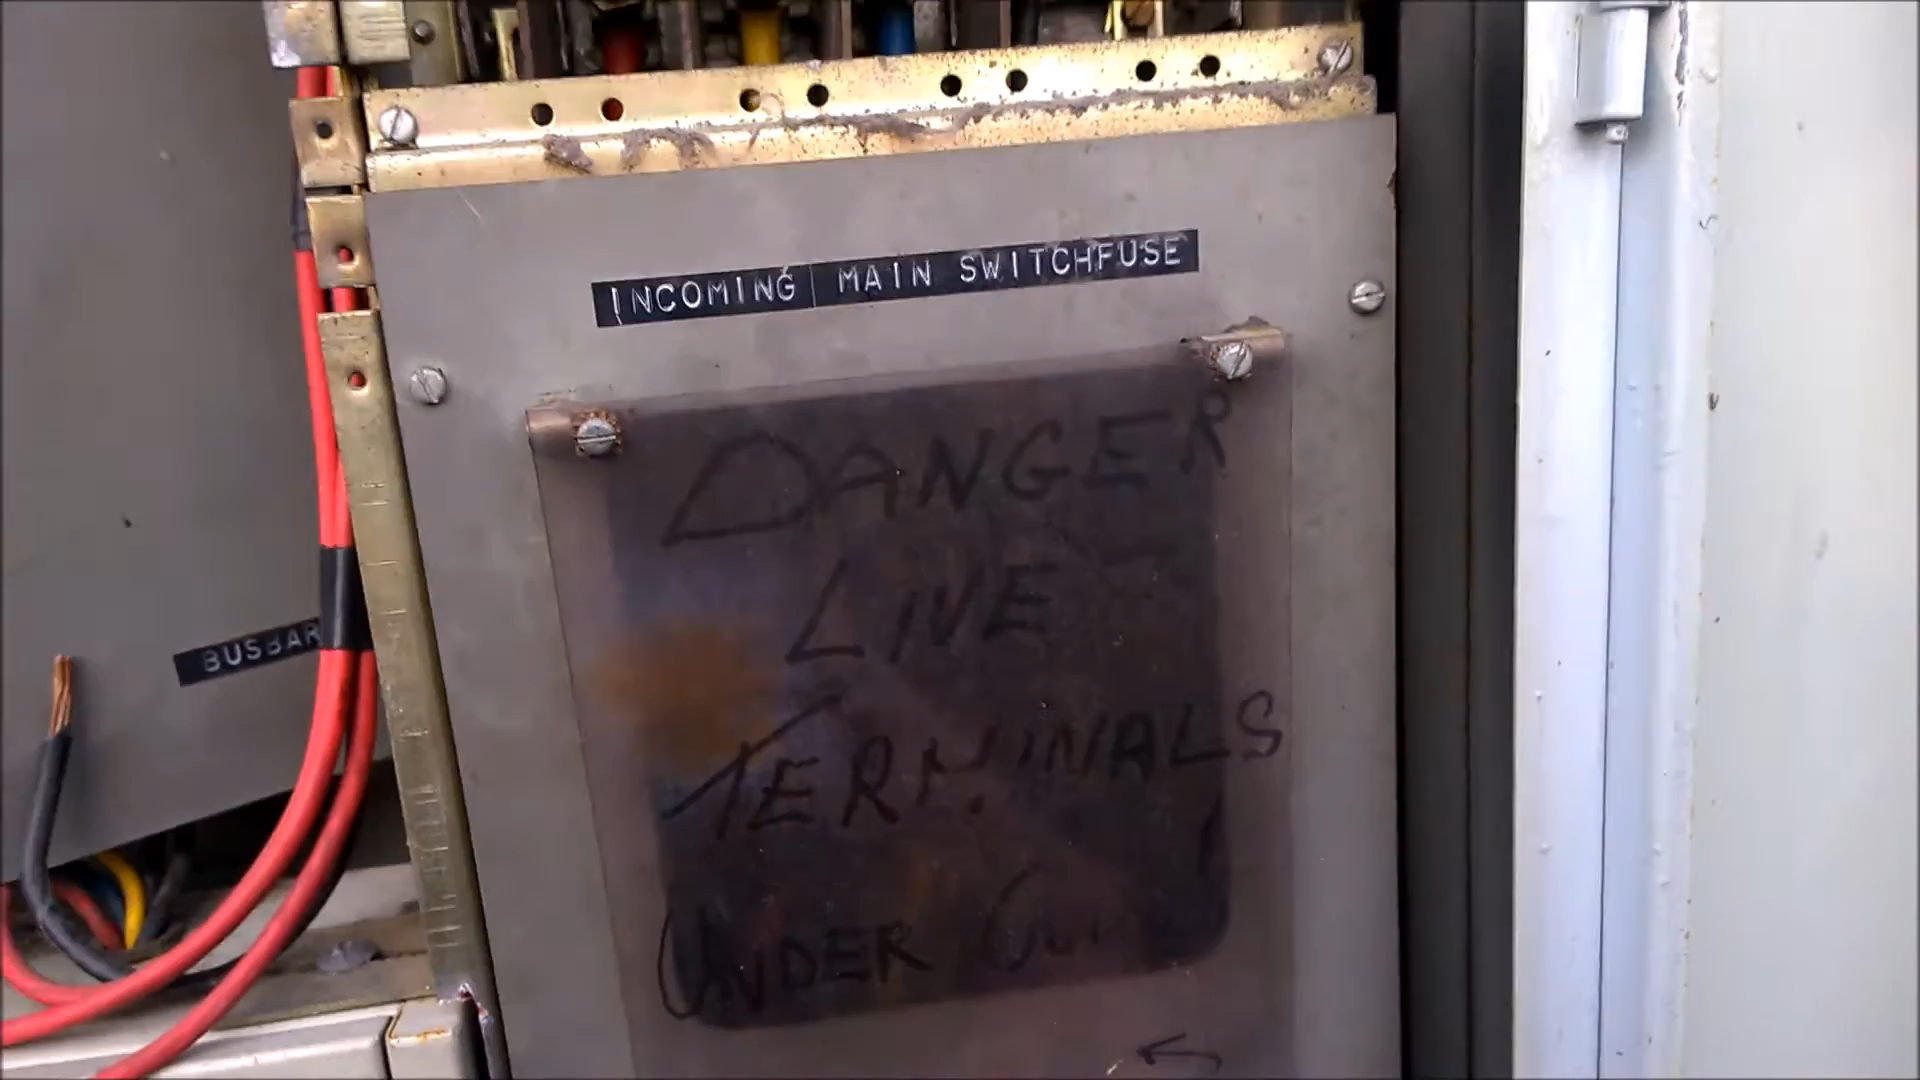 INCOMING MAIN SWITCHFUSE
DANGER
LIVE
TERMINALS
UNDER
BUSBAR